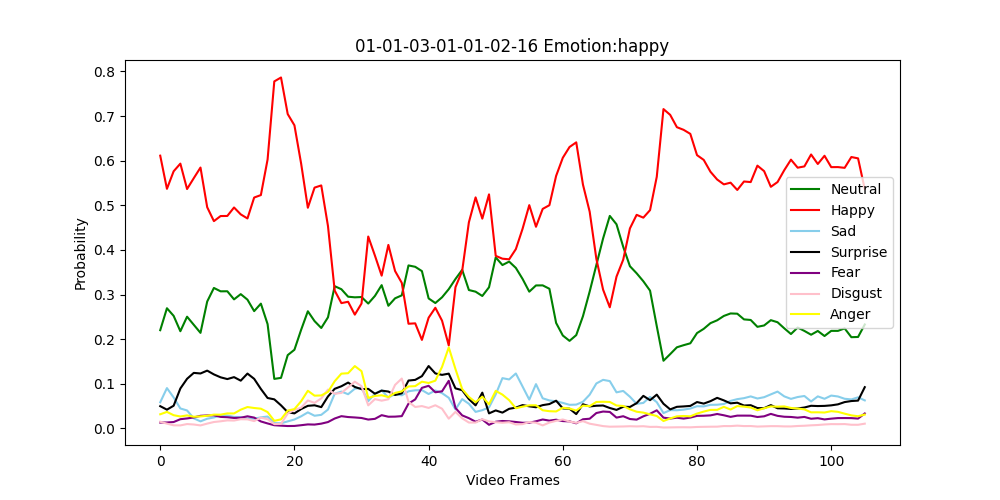 01-01-03-01-01-02-16 Emotion:happy
Probability
0.8
0.7
0.6
0.5
0.4
0.3
0.2
0.1
0.0
Neutral
Happy
Sad
Surprise
Fear
Disgust
Anger
0 20 40 60 80 100
Video Frames